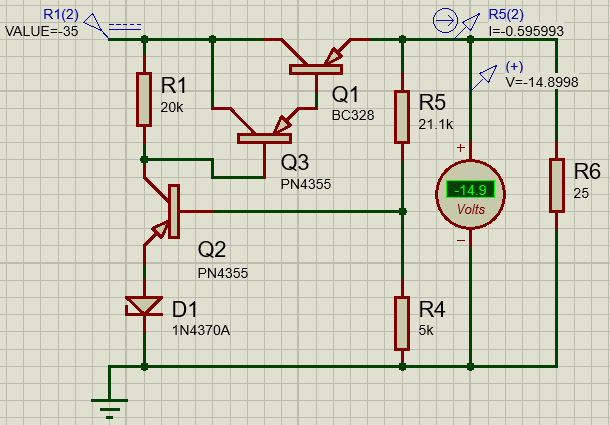 R1(2)
VALUE=-35
R5(2)
I=-0.595993
(+)
V=-14.8998
R1
20k
Q1
BC328
R5
21.1k
Q3
PN4355
+
-14.9
Volts
−
R6
25
Q2
PN4355
D1
1N4370A
R4
5k